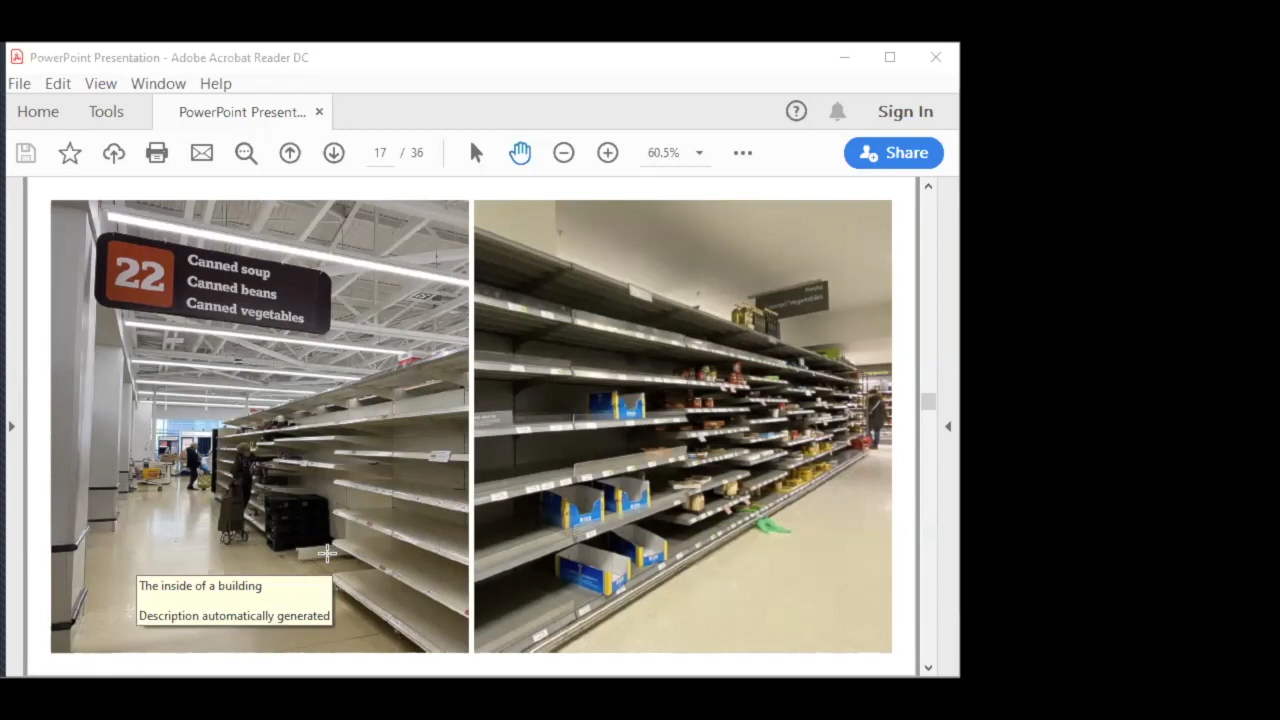 PowerPoint Presentation - Adobe Acrobat Reader DC
File Edit View Window Help
Home Tools PowerPoint Present... Sign In
17 / 36 60.5% Share
22
Canned soup
Canned beans
Canned vegetables
The inside of a building
Description automatically generated